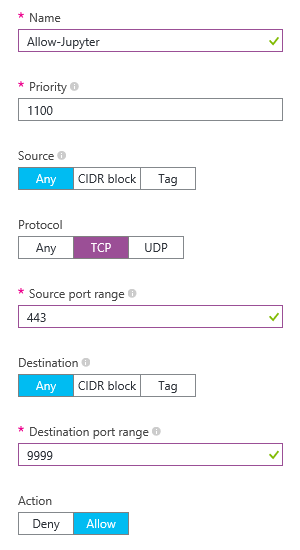 * Name
Allow-Jupyter
* Priority
1100
Source
Any CIDR block Tag
Protocol
Any TCP UDP
* Source port range
443
Destination
Any CIDR block Tag
* Destination port range
9999
Action
Deny Allow